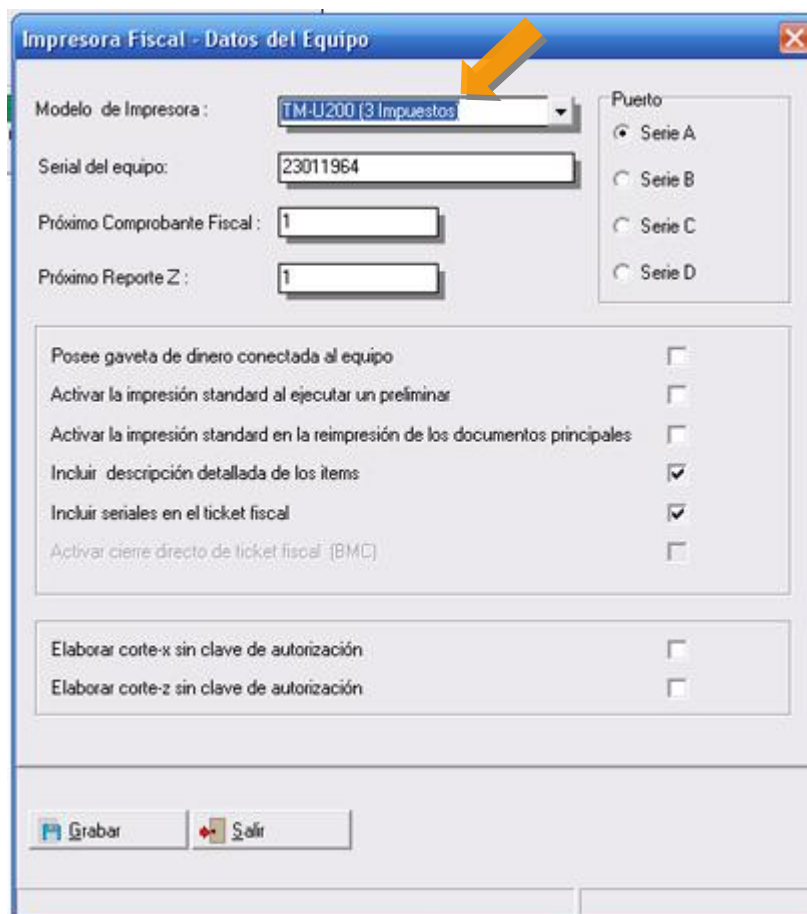 Impresora Fiscal - Datos del Equipo
Modelo de Impresora :
TM-U200 (3 Impuestos)
Puerto
Serie A
Serial del equipo:
23011964
Serie B
Próximo Comprobante Fiscal :
1
Serie C
Próximo Reporte Z :
1
Serie D
Posee gaveta de dinero conectada al equipo
Activar la impresión standard al ejecutar un preliminar
Activar la impresión standard en la reimpresión de los documentos principales
Incluir descripción detallada de los items
Incluir seriales en el ticket fiscal
Activar cierre directo de ticket fiscal (BMC)
Elaborar corte-x sin clave de autorización
Elaborar corte-z sin clave de autorización
Grabar
Salir